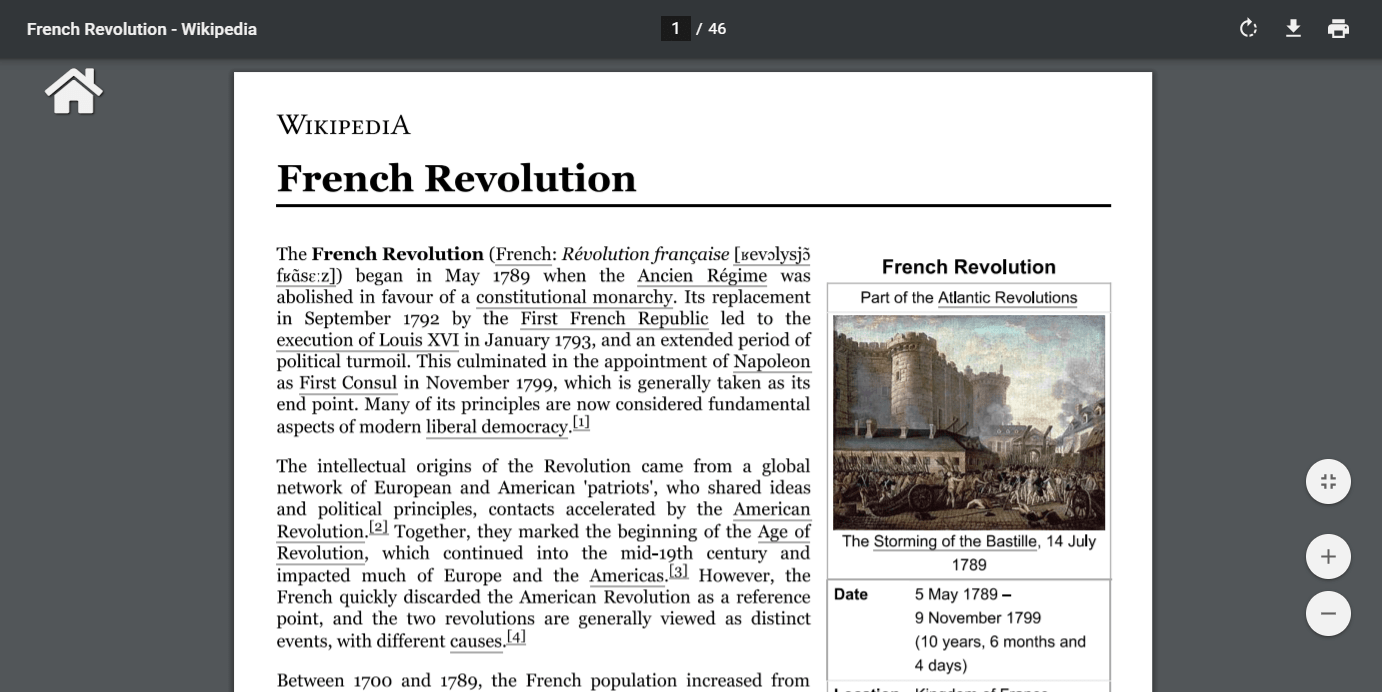 French Revolution - Wikipedia
1 / 46
WIKIPEDIA
French Revolution
The French Revolution (French: Révolution française [ʁevɔlysjɔ̃
fʁɑ̃sɛːz]) began in May 1789 when the Ancien Régime was
abolished in favour of a constitutional monarchy. Its replacement
in September 1792 by the First French Republic led to the
execution of Louis XVI in January 1793, and an extended period of
political turmoil. This culminated in the appointment of Napoleon
as First Consul in November 1799, which is generally taken as its
end point. Many of its principles are now considered fundamental
aspects of modern liberal democracy.[1]
The intellectual origins of the Revolution came from a global
network of European and American 'patriots', who shared ideas
and political principles, contacts accelerated by the American
Revolution.[2] Together, they marked the beginning of the Age of
Revolution, which continued into the mid-19th century and
impacted much of Europe and the Americas.[3] However, the
French quickly discarded the American Revolution as a reference
point, and the two revolutions are generally viewed as distinct
events, with different causes.[4]
Between 1700 and 1789, the French population increased from
French Revolution
Part of the Atlantic Revolutions
The Storming of the Bastille, 14 July
1789
Date 5 May 1789 –
9 November 1799
(10 years, 6 months and
4 days)
Location Kingdom of France